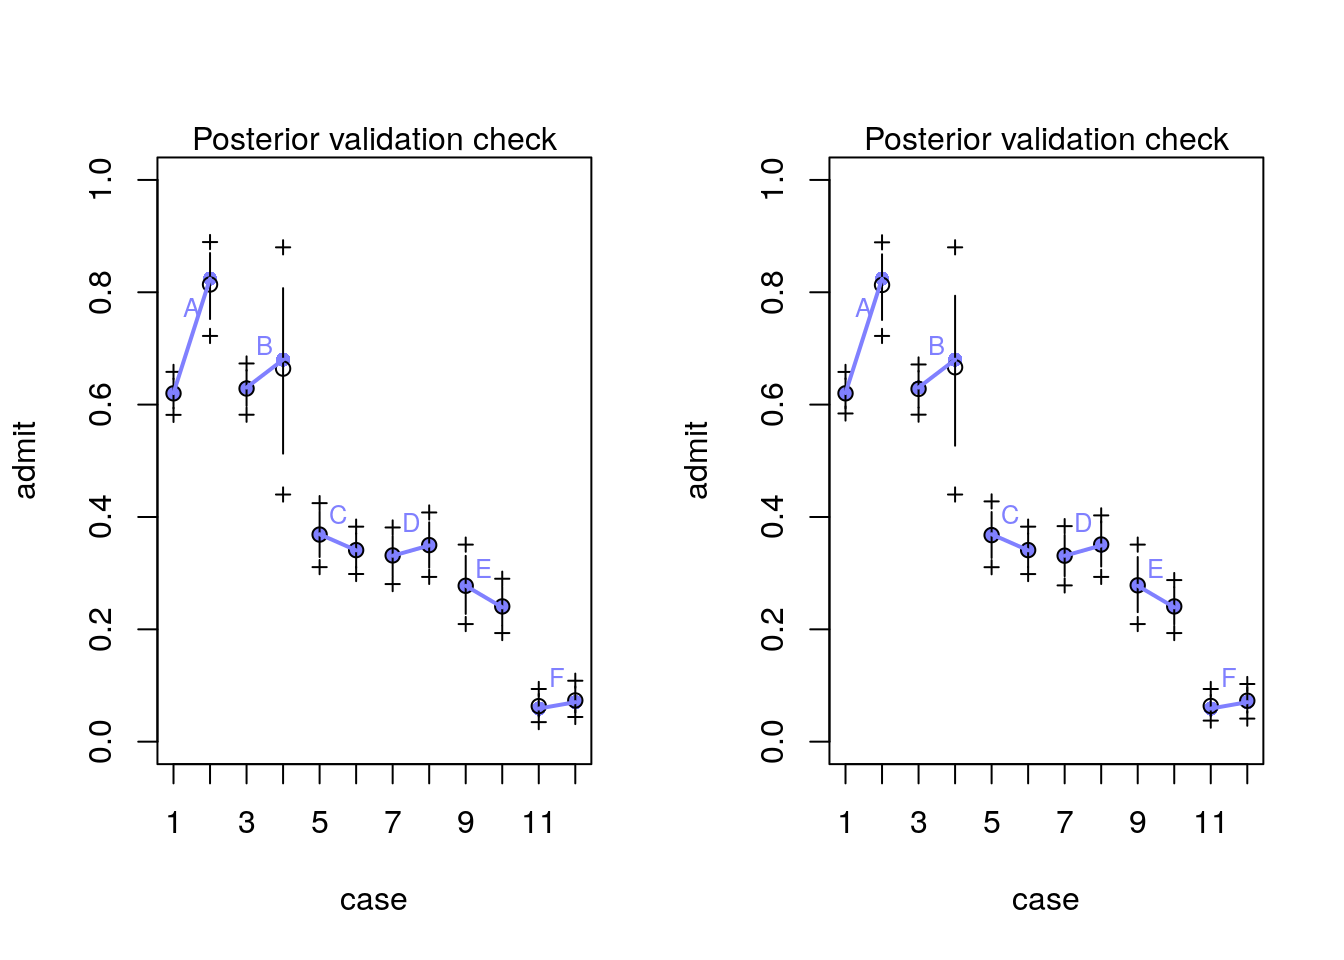 Posterior validation check
admit
1.0
0.8
0.6
0.4
0.2
0.0
A
B
C
D
E
F
1 3 5 7 9 11
case
Posterior validation check
admit
1.0
0.8
0.6
0.4
0.2
0.0
A
B
C
D
E
F
1 3 5 7 9 11
case